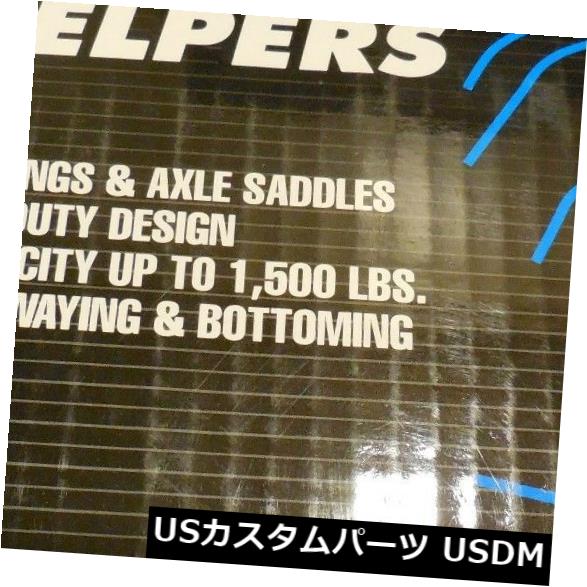 ELPERS
NGS & AXLE SADDLES
DUTY DESIGN
CITY UP TO 1,500 LBS.
WAYING & BOTTOMING
USカスタムパーツ USDM